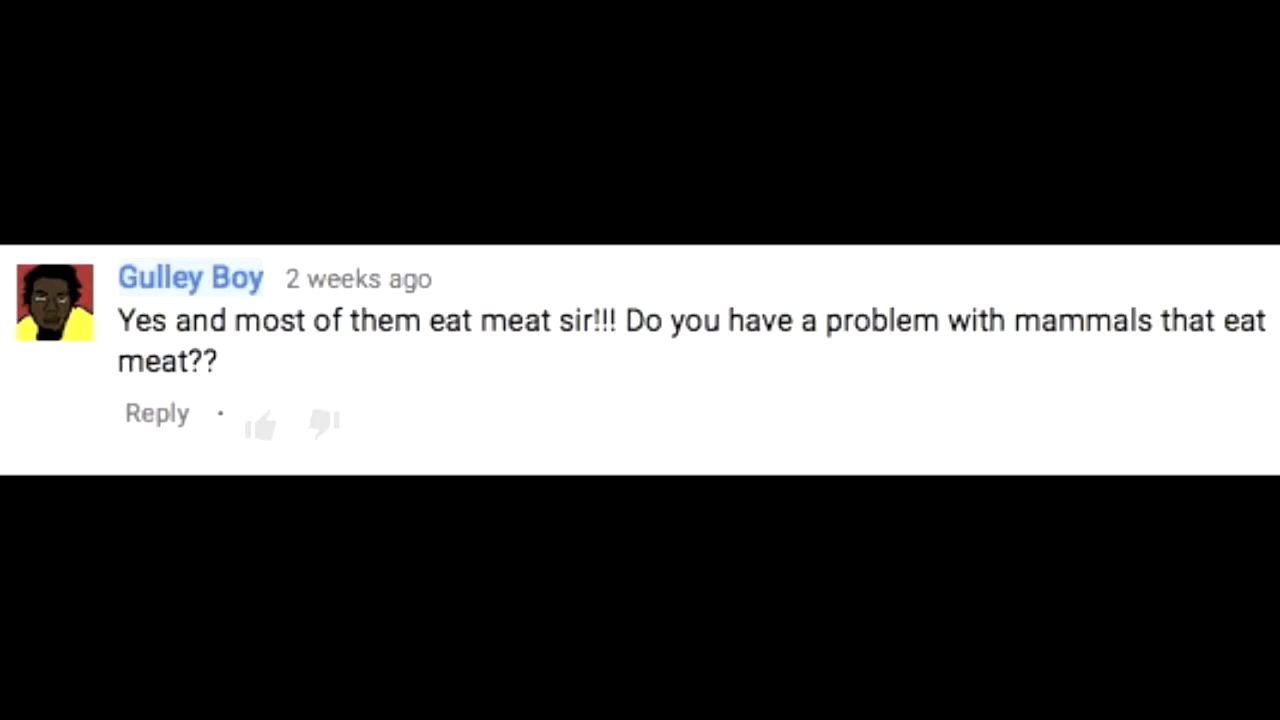 Gulley Boy 2 weeks ago
Yes and most of them eat meat sir!!! Do you have a problem with mammals that eat
meat??
Reply ·